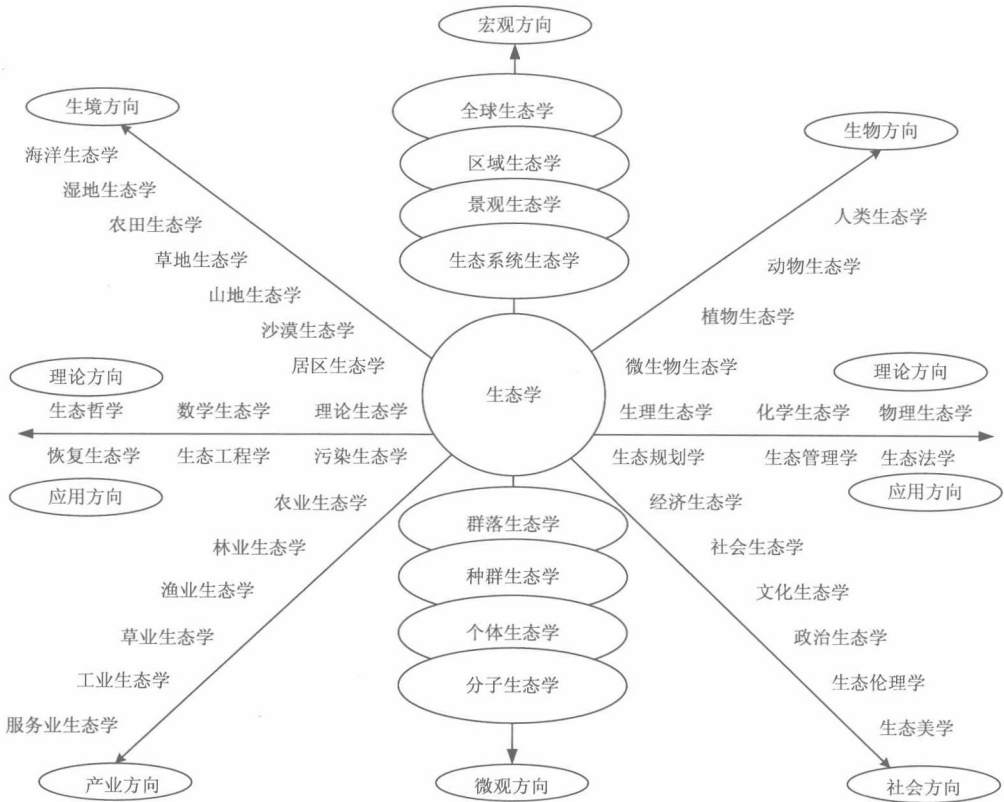 宏观方向
全球生态学
区域生态学
景观生态学
生态系统生态学
生境方向
海洋生态学
湿地生态学
农田生态学
草地生态学
山地生态学
沙漠生态学
居区生态学
生物方向
人类生态学
动物生态学
植物生态学
微生物生态学
理论方向
生态哲学 数学生态学 理论生态学
恢复生态学 生态工程学 污染生态学
应用方向
生态学
理论方向
生理生态学 化学生态学 物理生态学
生态规划学 生态管理学 生态法学
应用方向
农业生态学
林业生态学
渔业生态学
草业生态学
工业生态学
服务业生态学
产业方向
群落生态学
种群生态学
个体生态学
分子生态学
微观方向
经济生态学
社会生态学
文化生态学
政治生态学
生态伦理学
生态美学
社会方向